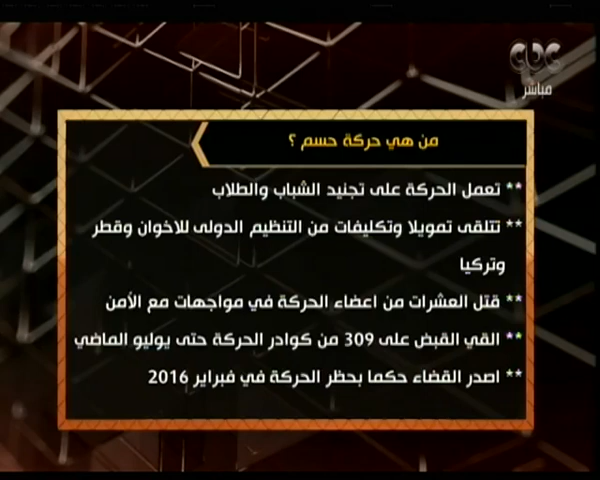 cbc
مباشر
من هي حركة حسم ؟
** تعمل الحركة على تجنيد الشباب والطلاب
** تتلقى تمويلا وتكليفات من التنظيم الدولى للاخوان وقطر
وتركيا
** قتل العشرات من اعضاء الحركة في مواجهات مع الأمن
** القي القبض على 309 من كوادر الحركة حتى يوليو الماضي
** اصدر القضاء حكما بحظر الحركة في فبراير 2016